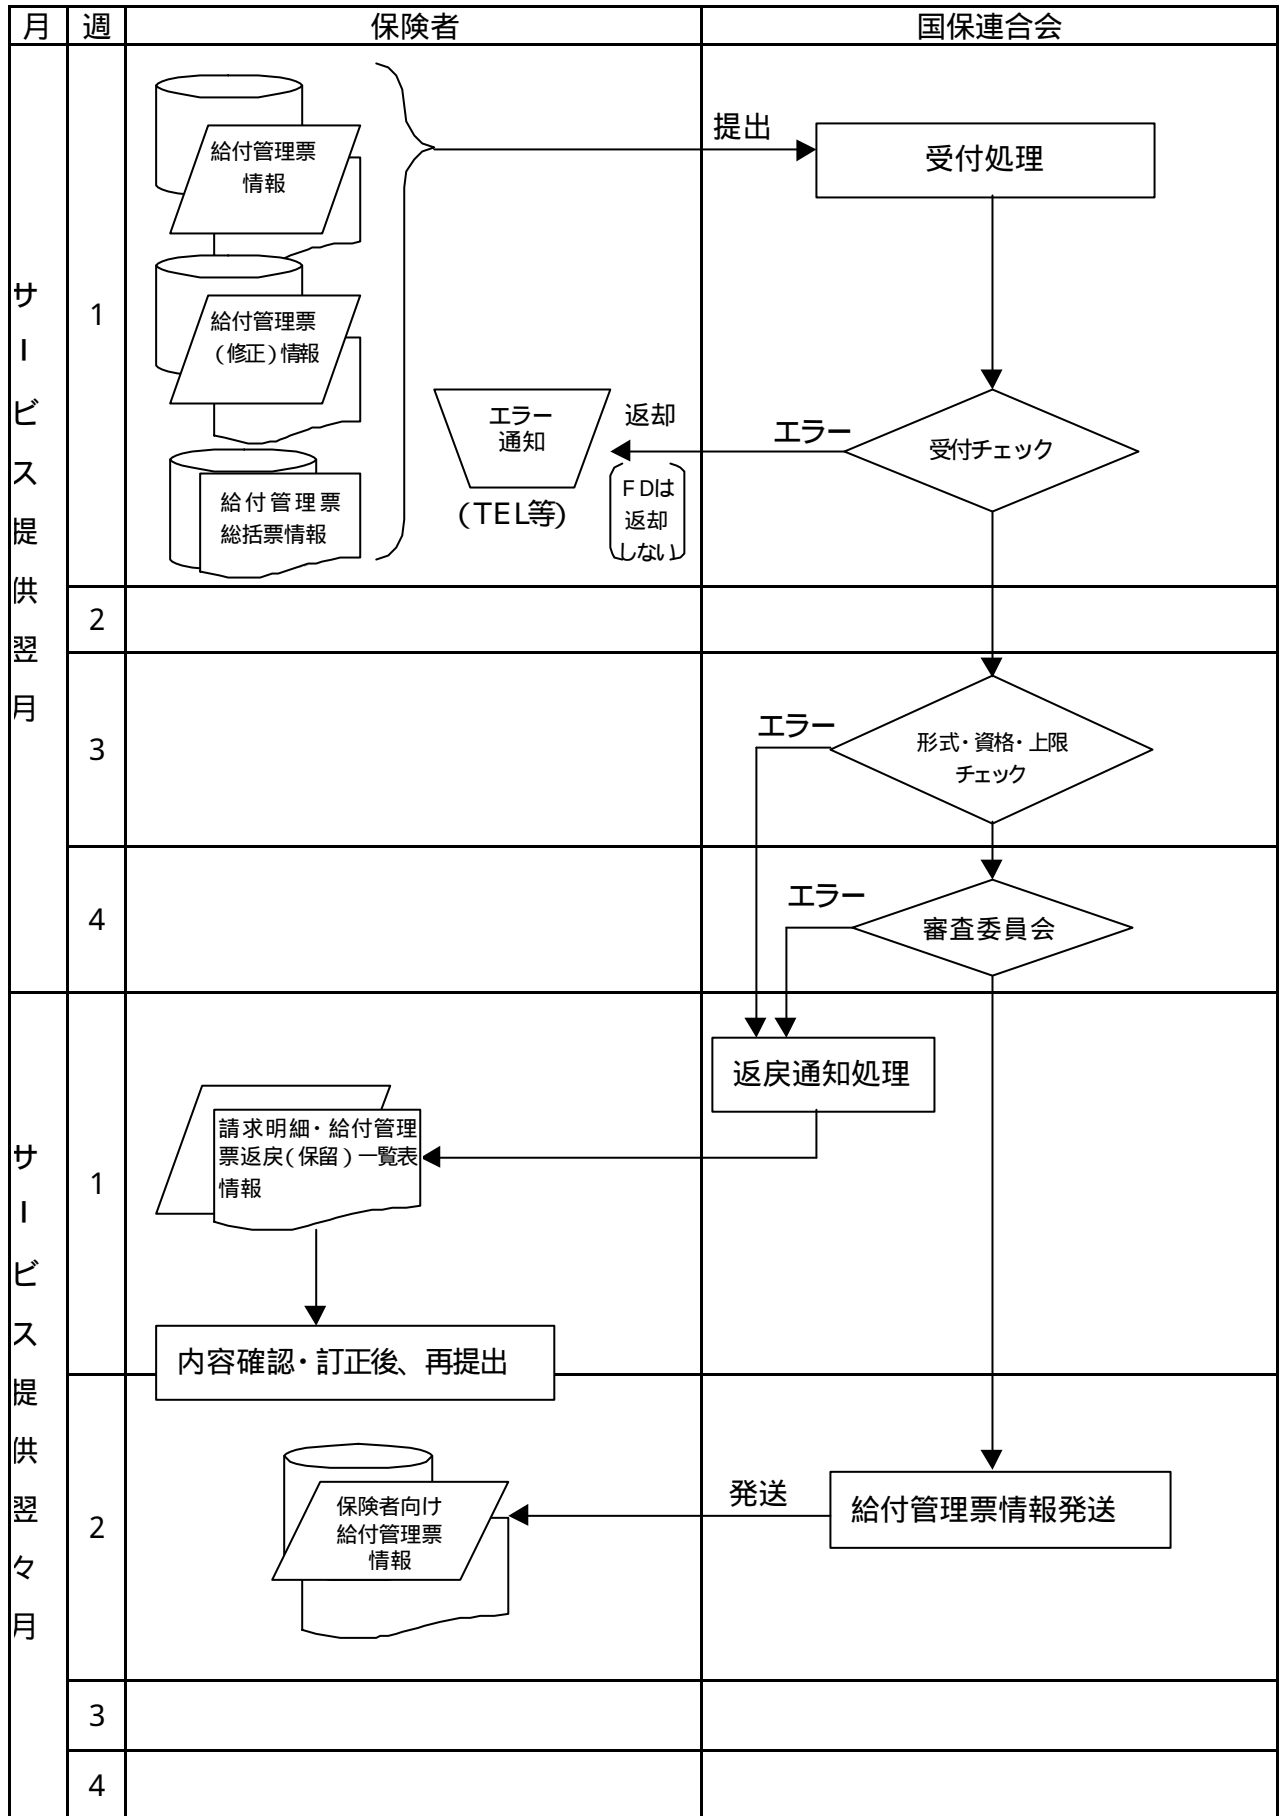 月 週 保険者 国保連合会
サービス提供翌月
1
給付管理票
情報
給付管理票
(修正)情報
給付管理票
総括票情報
提出
受付処理
受付チェック
エラー
返却
エラー
通知
(TEL等)
FDは
返却
しない
2
3
エラー
形式・資格・上限
チェック
4
エラー
審査委員会
サービス提供翌々月
1
返戻通知処理
請求明細・給付管理
票返戻(保留)一覧表
情報
内容確認・訂正後、再提出
2
保険者向け
給付管理票
情報
発送
給付管理票情報発送
3
4